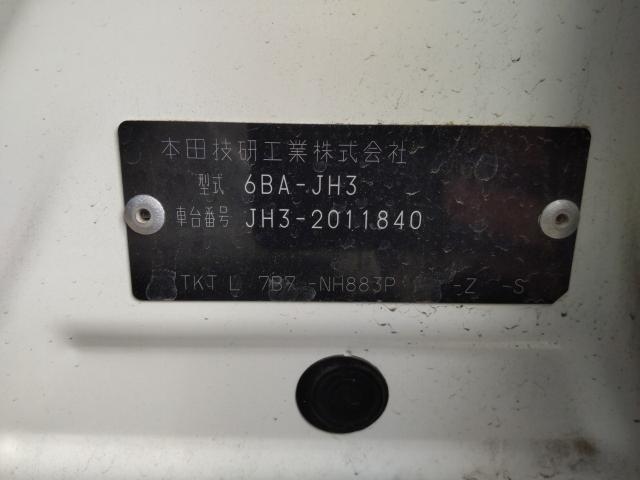 本田技研工業株式会社
型式 6BA-JH3
車台番号 JH3-2011840
TKJ L 7B7 -NH883P -Z -S